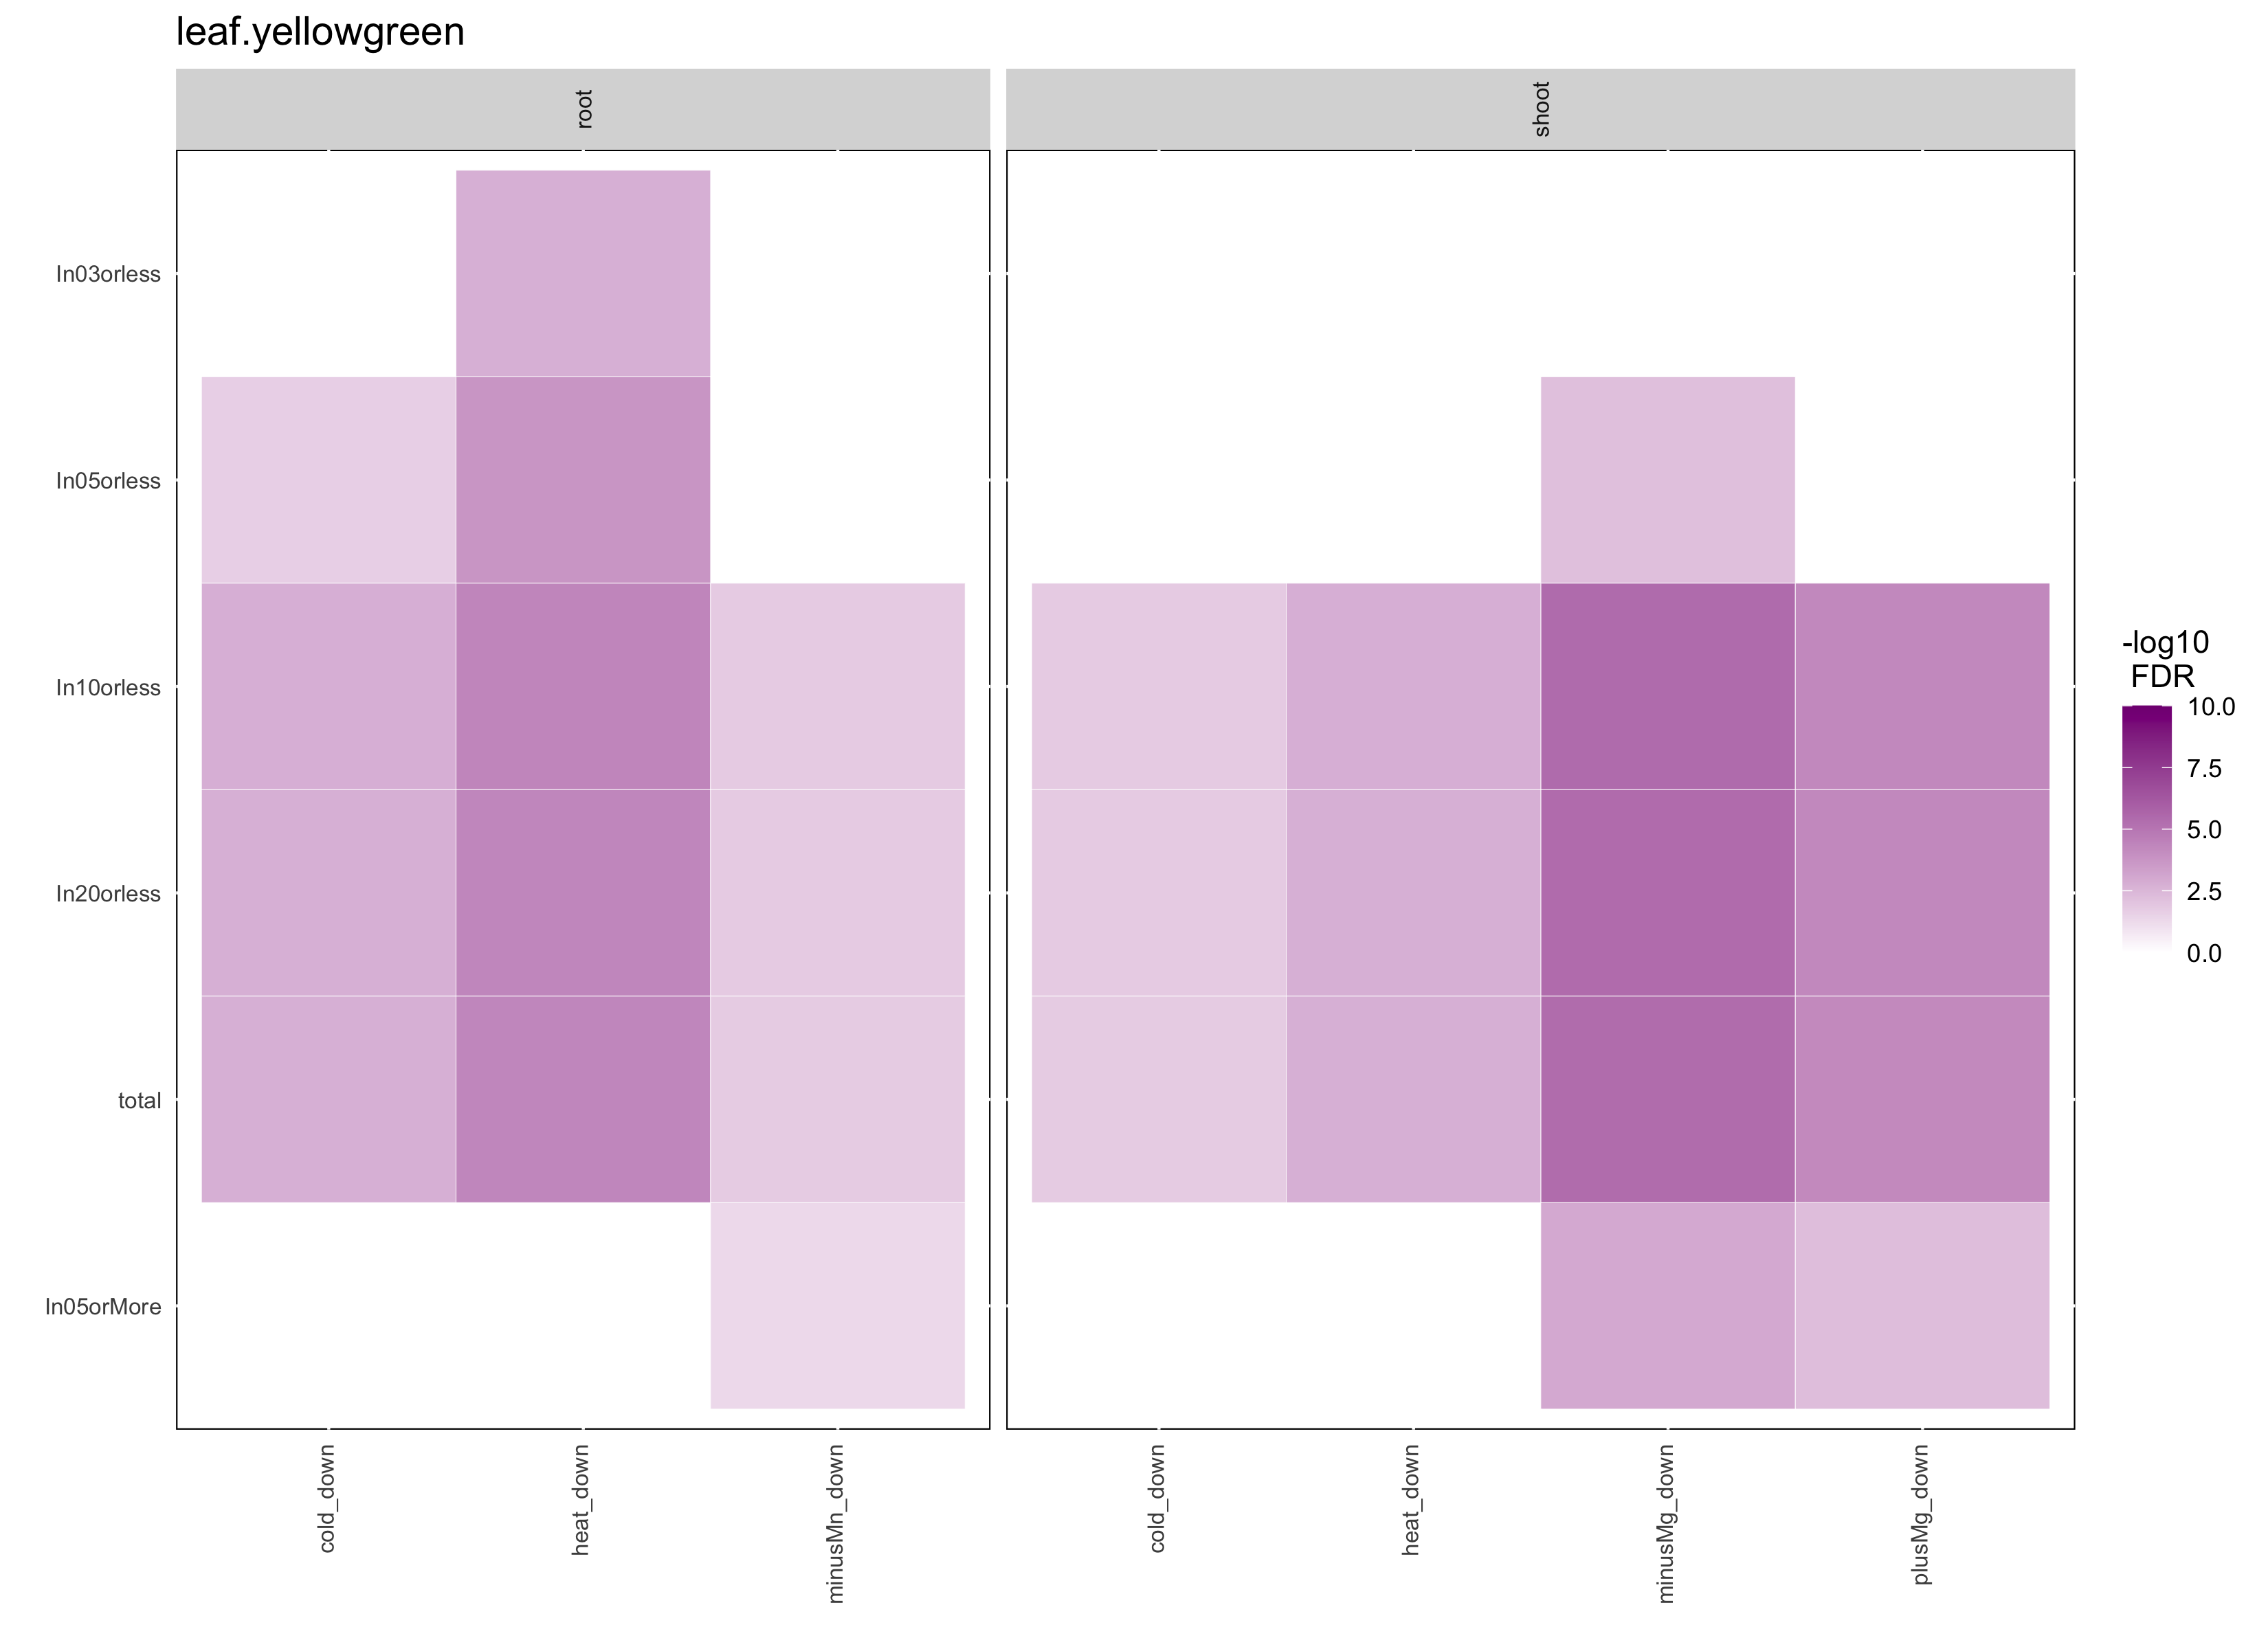 leaf.yellowgreen
root
shoot
In03orless
In05orless
In10orless
In20orless
total
In05orMore
cold_down
heat_down
minusMn_down
cold_down
heat_down
minusMg_down
plusMg_down
-log10
FDR
10.0
7.5
5.0
2.5
0.0